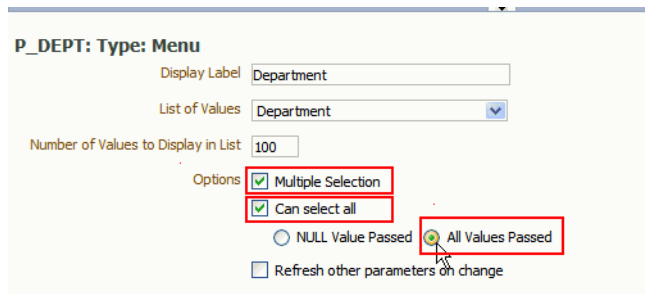 P_DEPT: Type: Menu
Display Label Department
List of Values Department
Number of Values to Display in List 100
Options Multiple Selection
Can select all
NULL Value Passed All Values Passed
Refresh other parameters on change